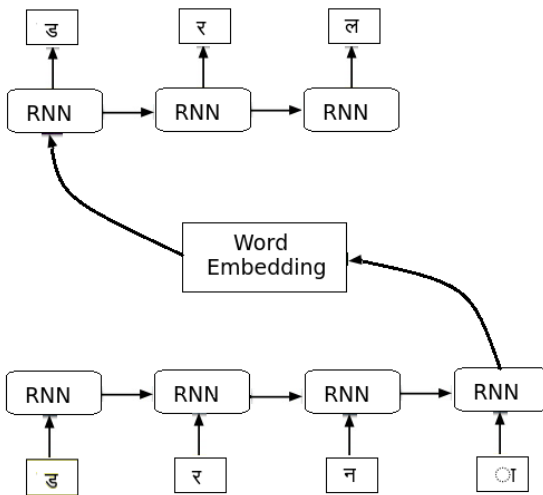 ड र ल
RNN RNN RNN
Word
Embedding
RNN RNN RNN RNN
ड र न ा